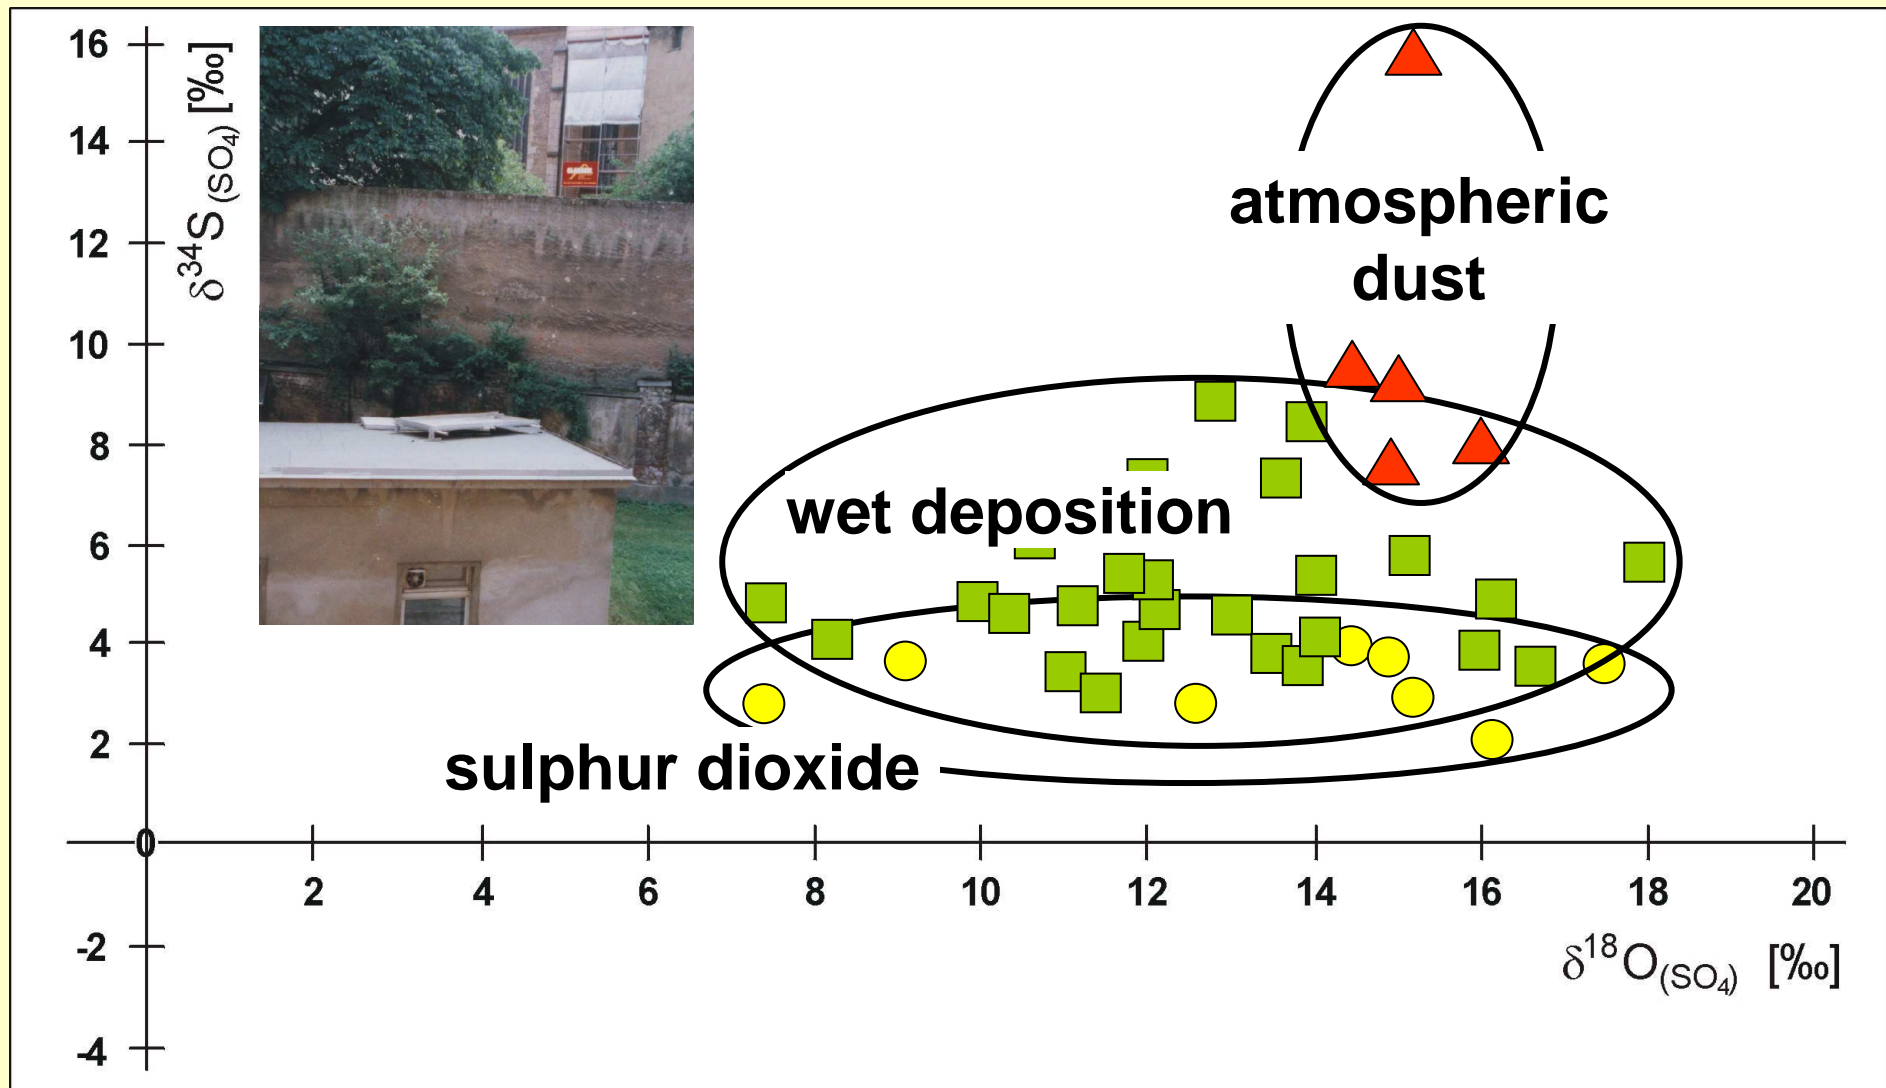 16
14
12
10
8
6
4
2
0
-2
-4
δ³⁴S(SO₄) [‰]
atmospheric
dust
wet deposition
sulphur dioxide
2 4 6 8 10 12 14 16 18 20
δ¹⁸O(SO₄) [‰]